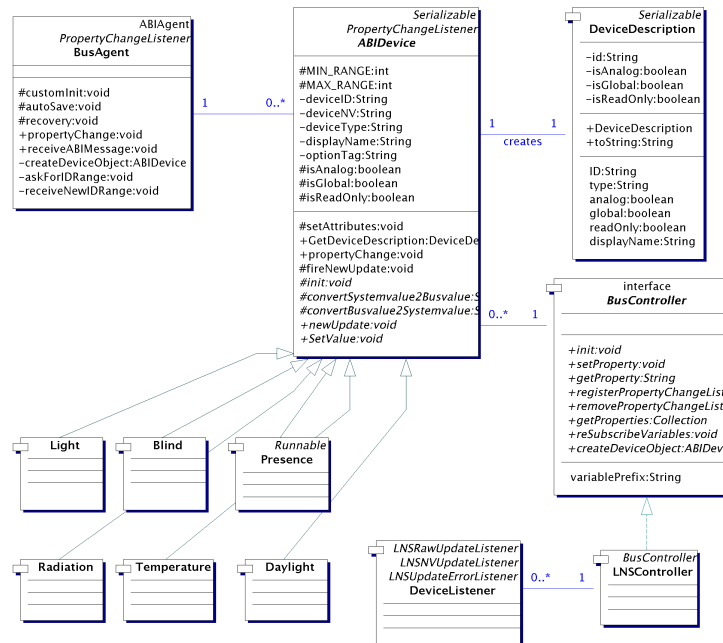 ABIAgent
PropertyChangeListener
BusAgent
#customInit:void
#autoSave:void
#recovery:void
+propertyChange:void
+receiveABIMessage:void
-createDeviceObject:ABIDevice
-askForIDRange:void
-receiveNewIDRange:void
1
0..*
Serializable
PropertyChangeListener
ABIDevice
#MIN_RANGE:int
#MAX_RANGE:int
-deviceID:String
-deviceNV:String
-deviceType:String
-displayName:String
-optionTag:String
#isAnalog:boolean
#isGlobal:boolean
#isReadOnly:boolean
#setAttributes:void
+GetDeviceDescription:DeviceDe
+propertyChange:void
#fireNewUpdate:void
#init:void
#convertSystemvalue2Busvalue:S
#convertBusvalue2Systemvalue:S
+newUpdate:void
+SetValue:void
1
1
creates
Serializable
DeviceDescription
-id:String
-isAnalog:boolean
-isGlobal:boolean
-isReadOnly:boolean
+DeviceDescription
+toString:String
ID:String
type:String
analog:boolean
global:boolean
readOnly:boolean
displayName:String
0..*
1
interface
BusController
+init:void
+setProperty:void
+getProperty:String
+registerPropertyChangeList
+removePropertyChangeList
+getProperties:Collection
+reSubscribeVariables:void
+createDeviceObject:ABIDev
variablePrefix:String
Light
Blind
Runnable
Presence
Radiation
Temperature
Daylight
LNSRawUpdateListener
LNSNVUpdateListener
LNSUpdateErrorListener
DeviceListener
0..*
1
BusController
LNSController